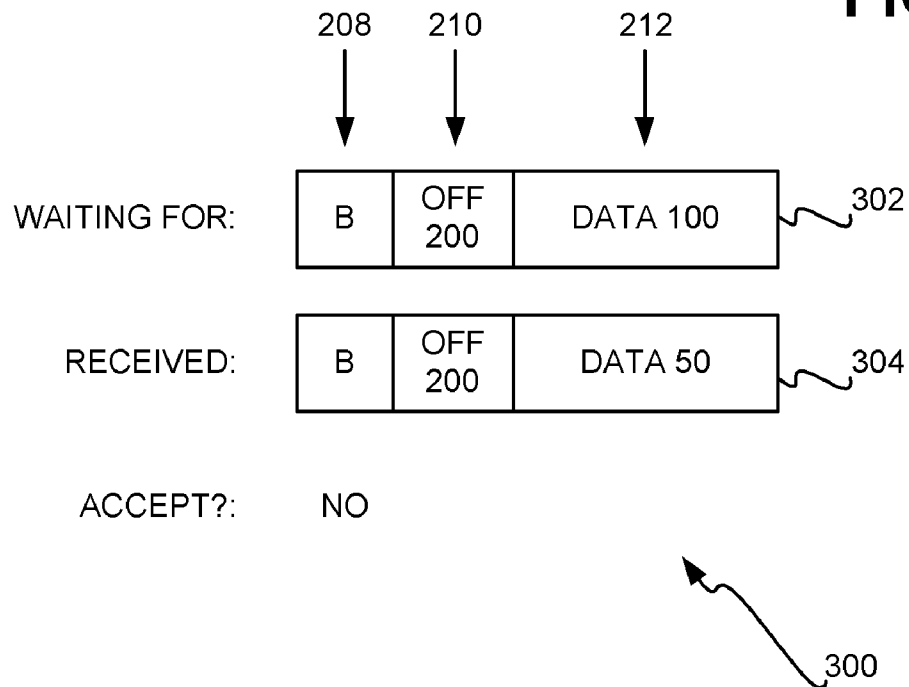 208 210 212
WAITING FOR: B OFF 200 DATA 100 302
RECEIVED: B OFF 200 DATA 50 304
ACCEPT?: NO
300